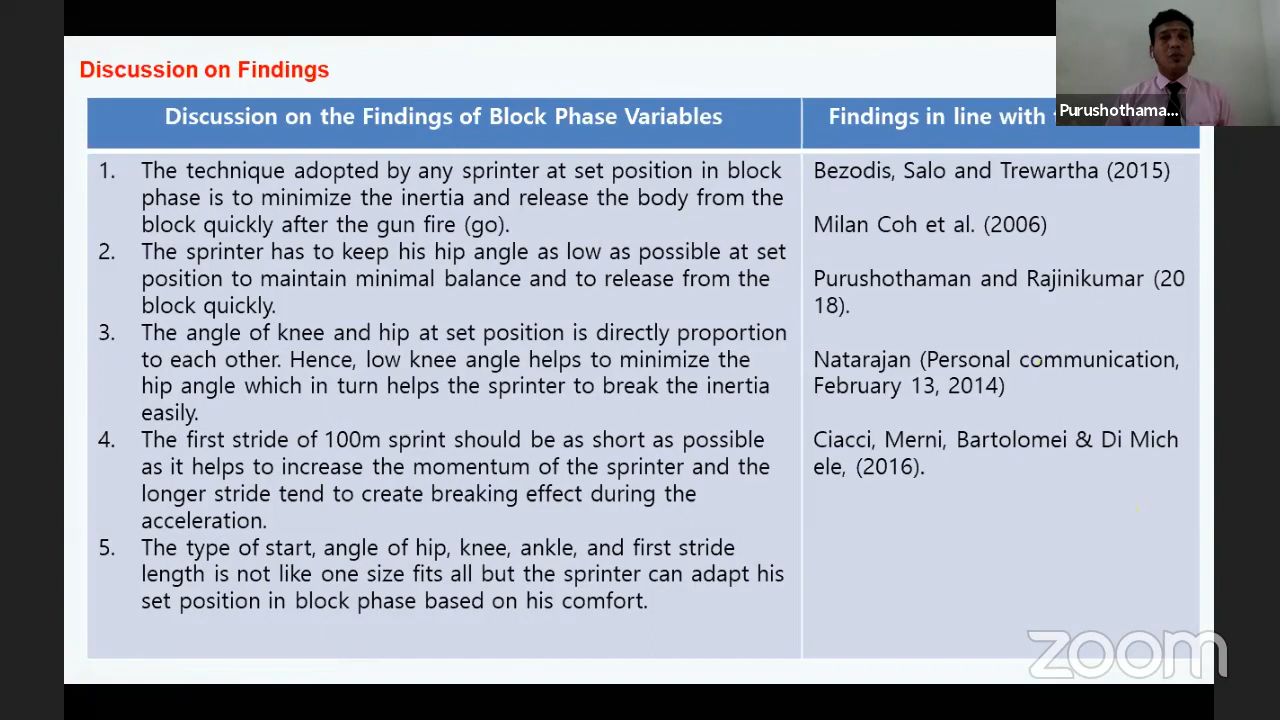 Discussion on Findings
Purushothama...
Discussion on the Findings of Block Phase Variables
Findings in line with
1. The technique adopted by any sprinter at set position in block
phase is to minimize the inertia and release the body from the
block quickly after the gun fire (go).
2. The sprinter has to keep his hip angle as low as possible at set
position to maintain minimal balance and to release from the
block quickly.
3. The angle of knee and hip at set position is directly proportion
to each other. Hence, low knee angle helps to minimize the
hip angle which in turn helps the sprinter to break the inertia
easily.
4. The first stride of 100m sprint should be as short as possible
as it helps to increase the momentum of the sprinter and the
longer stride tend to create breaking effect during the
acceleration.
5. The type of start, angle of hip, knee, ankle, and first stride
length is not like one size fits all but the sprinter can adapt his
set position in block phase based on his comfort.
Bezodis, Salo and Trewartha (2015)
Milan Coh et al. (2006)
Purushothaman and Rajinikumar (20
18).
Natarajan (Personal communication,
February 13, 2014)
Ciacci, Merni, Bartolomei & Di Mich
ele, (2016).
zoom